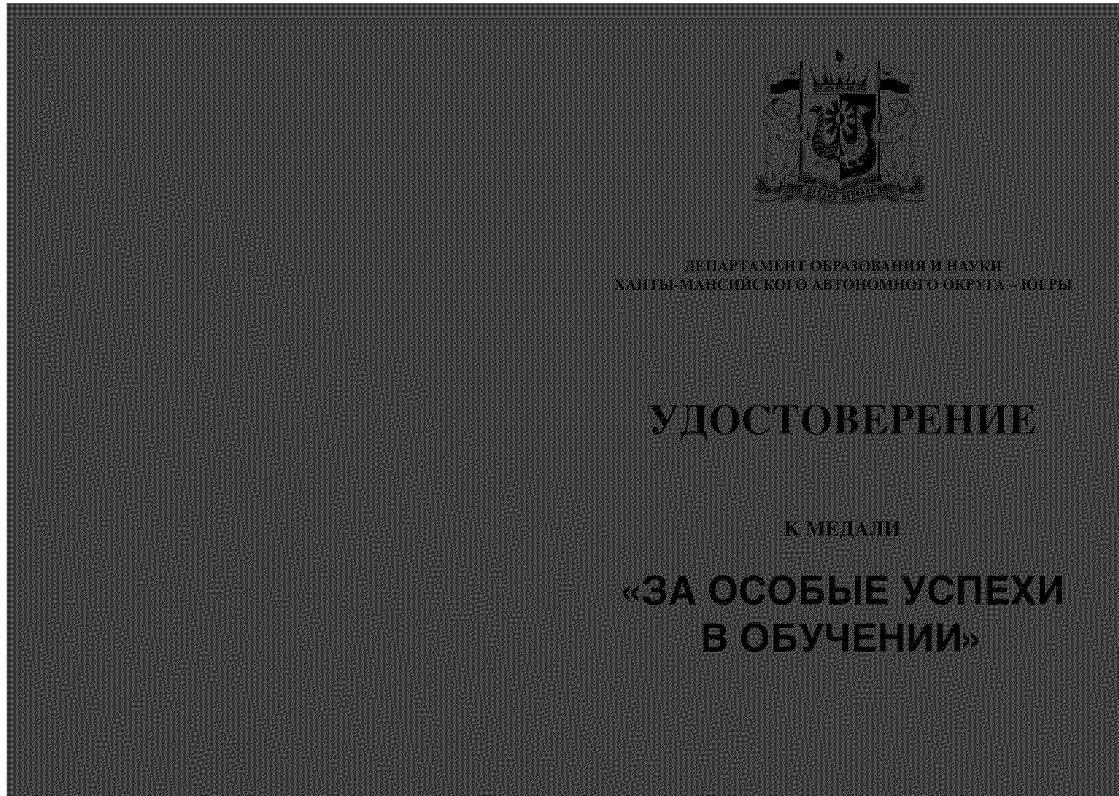 ДЕПАРТАМЕНТ ОБРАЗОВАНИЯ И НАУКИ
ХАНТЫ-МАНСИЙСКОГО АВТОНОМНОГО ОКРУГА – ЮГРЫ
УДОСТОВЕРЕНИЕ
К МЕДАЛИ
«ЗА ОСОБЫЕ УСПЕХИ
В ОБУЧЕНИИ»